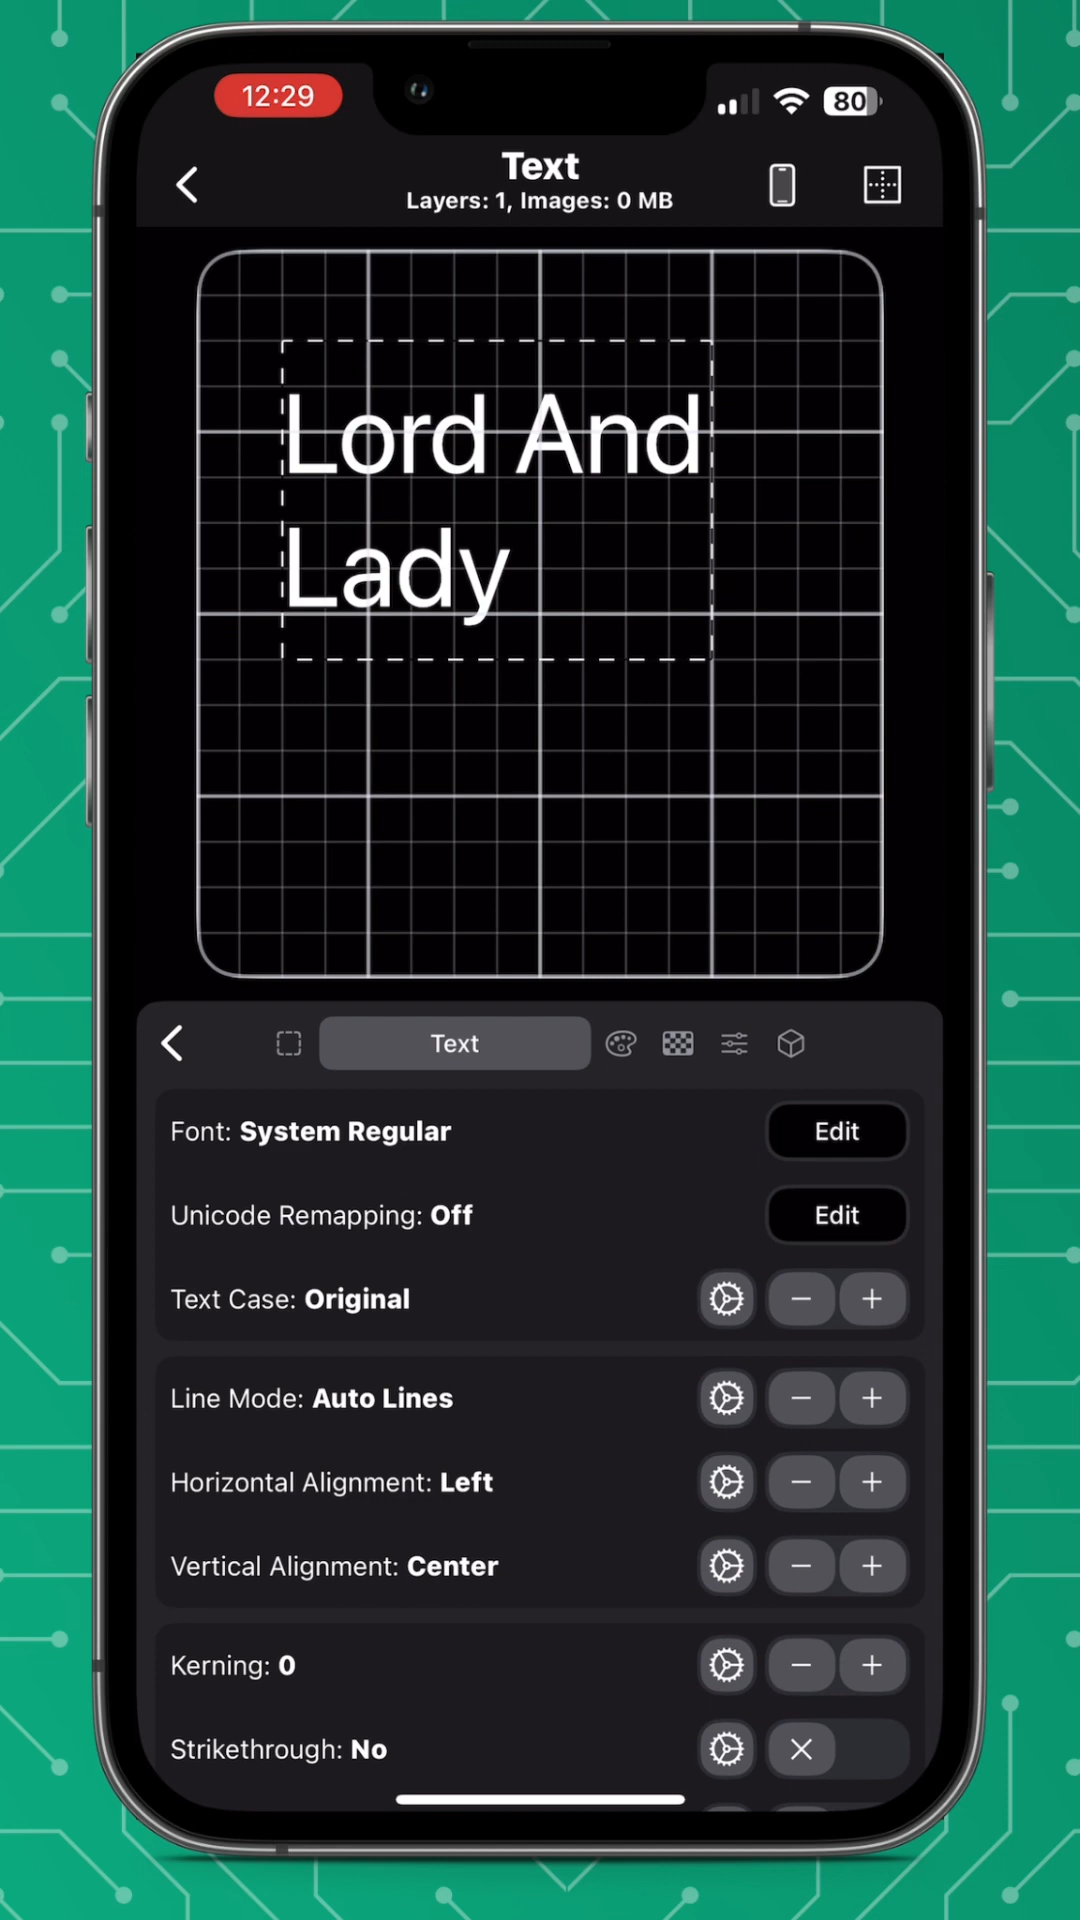 12:29
80
Text
Layers: 1, Images: 0 MB
Lord And
Lady
Text
Font: System Regular
Edit
Unicode Remapping: Off
Edit
Text Case: Original
Line Mode: Auto Lines
Horizontal Alignment: Left
Vertical Alignment: Center
Kerning: 0
Strikethrough: No